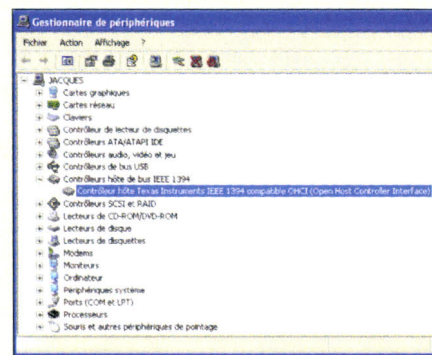 Gestionnaire de périphériques
Fichier Action Affichage ?
JACQUES
Cartes graphiques
Cartes réseau
Claviers
Contrôleur de lecteur de disquettes
Contrôleurs ATA/ATAPI IDE
Contrôleurs audio, vidéo et jeu
Contrôleurs de bus USB
Contrôleurs hôte de bus IEEE 1394
Contrôleur hôte Texas Instruments IEEE 1394 compatible OHCI (Open Host Controller Interface)
Contrôleurs SCSI et RAID
Lecteurs de CD-ROM/DVD-ROM
Lecteurs de disque
Lecteurs de disquettes
Modems
Moniteurs
Ordinateur
Périphériques système
Ports (COM et LPT)
Processeurs
Souris et autres périphériques de pointage